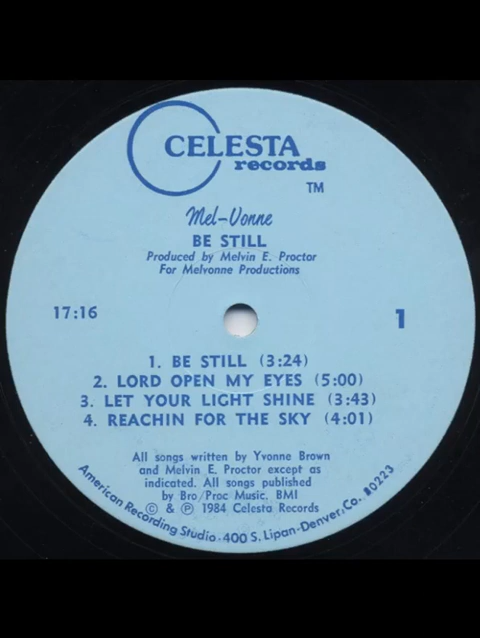 CELESTA
records
TM
Mel-Vonne
BE STILL
Produced by Melvin E. Proctor
For Melvonne Productions
17:16
1
1. BE STILL (3:24)
2. LORD OPEN MY EYES (5:00)
3. LET YOUR LIGHT SHINE (3:43)
4. REACHIN FOR THE SKY (4:01)
All songs written by Yvonne Brown
and Melvin E. Proctor except as
indicated. All songs published
by Bro/Proc Music, BMI
© & ℗ 1984 Celesta Records
American Recording Studio · 400 S. Lipan-Denver, Co. 80223